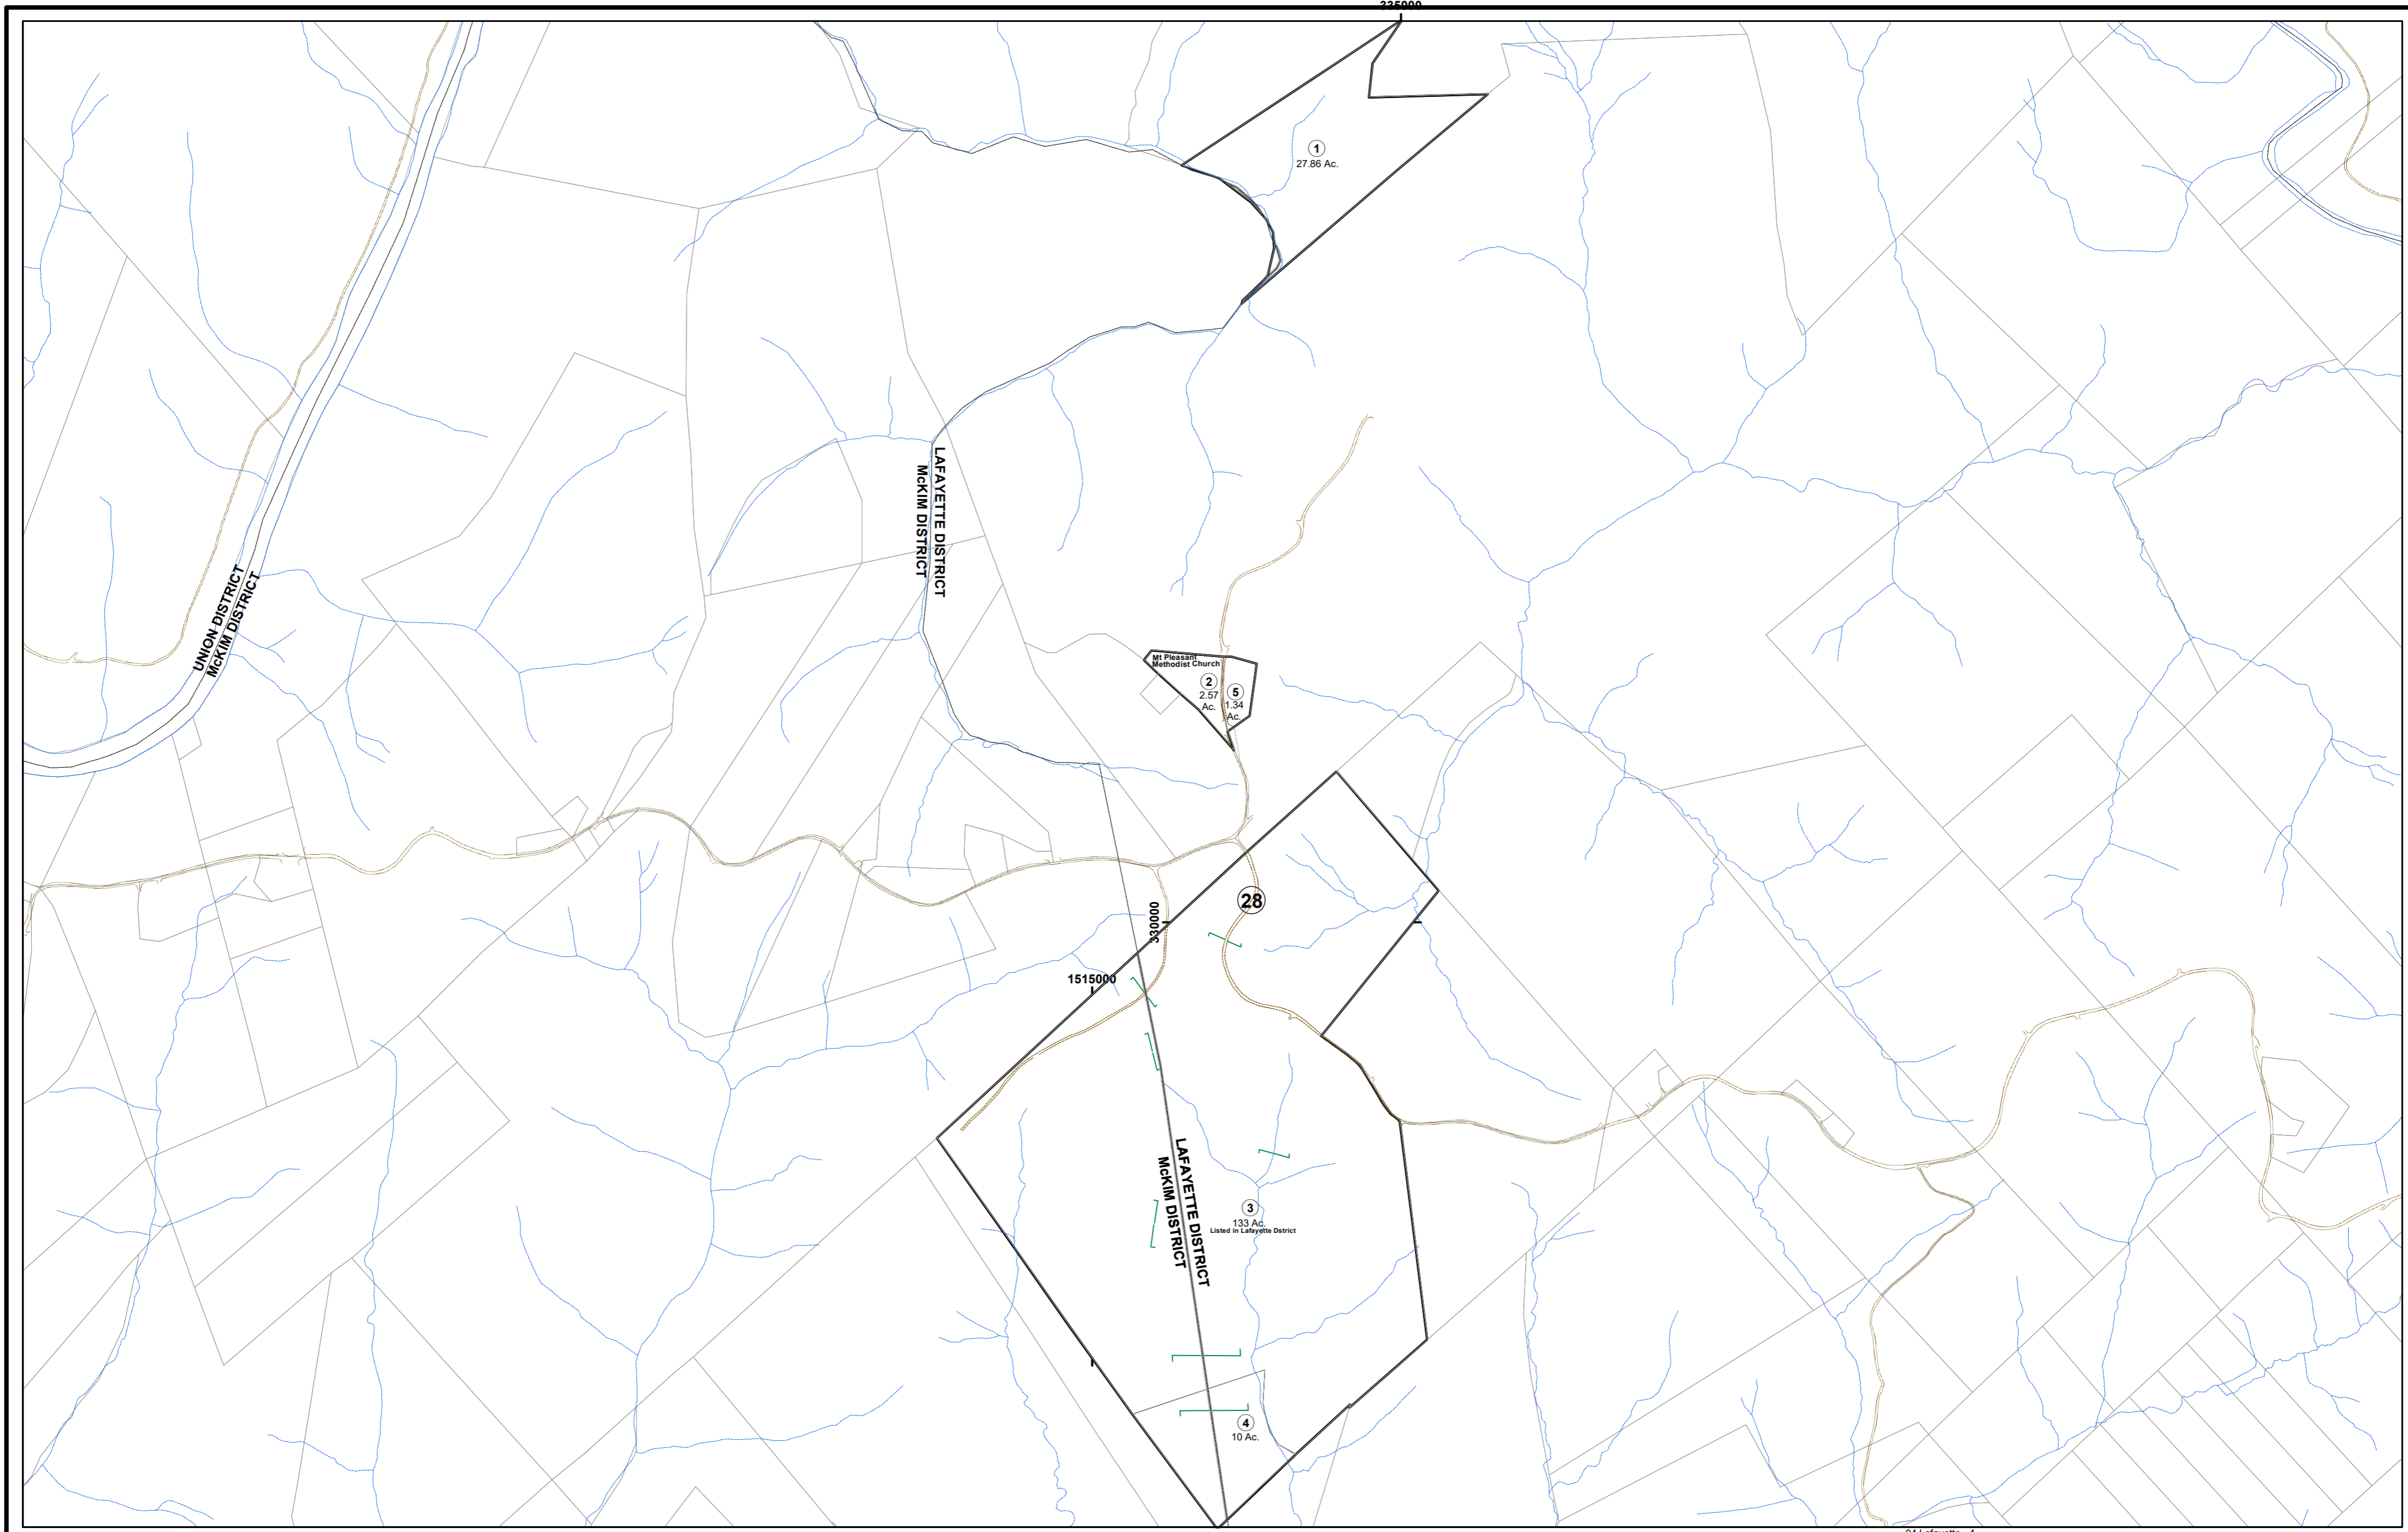 335000
1
27.86 Ac.
LAFAYETTE DISTRICT
McKIM DISTRICT
UNION DISTRICT
McKIM DISTRICT
Mt Pleasant
Methodist Church
2
2.57
Ac.
5
1.34
Ac.
28
330000
1515000
LAFAYETTE DISTRICT
McKIM DISTRICT
3
133 Ac.
Listed in Lafayette Dstrict
4
10 Ac.